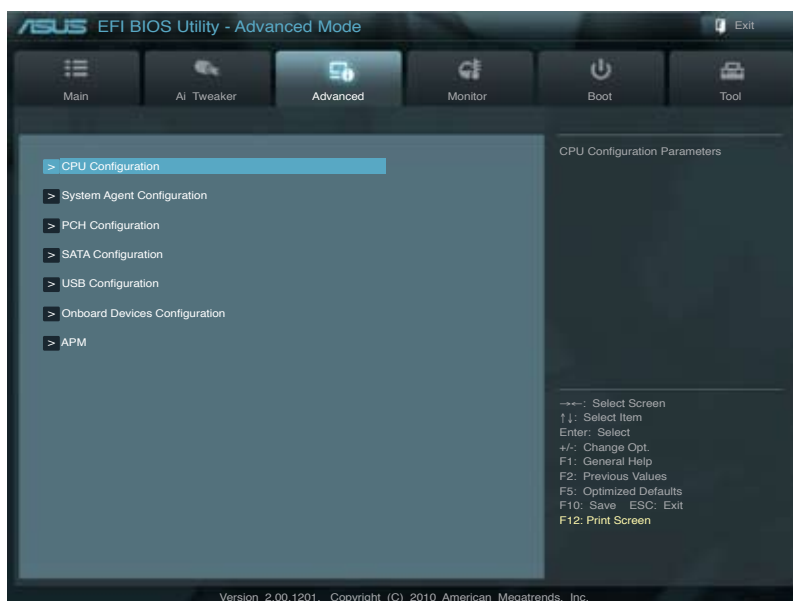 ASUS EFI BIOS Utility - Advanced Mode
Exit
Main
Ai Tweaker
Advanced
Monitor
Boot
Tool
> CPU Configuration
> System Agent Configuration
> PCH Configuration
> SATA Configuration
> USB Configuration
> Onboard Devices Configuration
> APM
CPU Configuration Parameters
→←: Select Screen
↑↓: Select Item
Enter: Select
+/-: Change Opt.
F1: General Help
F2: Previous Values
F5: Optimized Defaults
F10: Save ESC: Exit
F12: Print Screen
Version 2.00.1201. Copyright (C) 2010 American Megatrends, Inc.